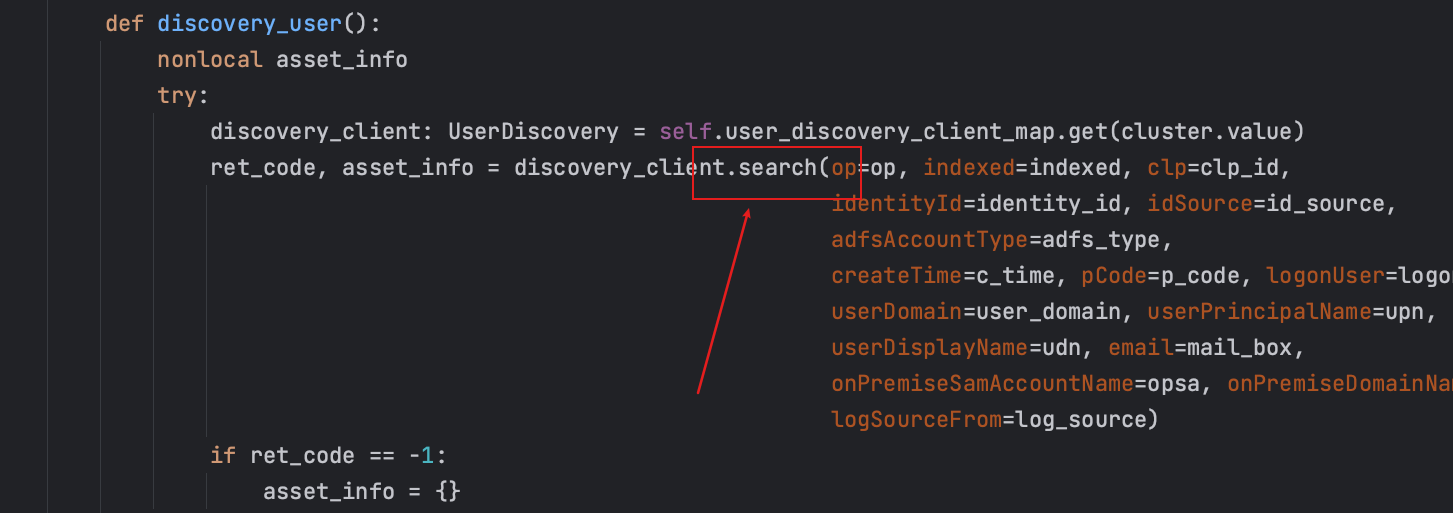 def discovery_user():
nonlocal asset_info
try:
discovery_client: UserDiscovery = self.user_discovery_client_map.get(cluster.value)
ret_code, asset_info = discovery_client.search(op=op, indexed=indexed, clp=clp_id,
identityId=identity_id, idSource=id_source,
adfsAccountType=adfs_type,
createTime=c_time, pCode=p_code, logonUser=logo
userDomain=user_domain, userPrincipalName=upn,
userDisplayName=udn, email=mail_box,
onPremiseSamAccountName=opsa, onPremiseDomainNa
logSourceFrom=log_source)
if ret_code == -1:
asset_info = {}